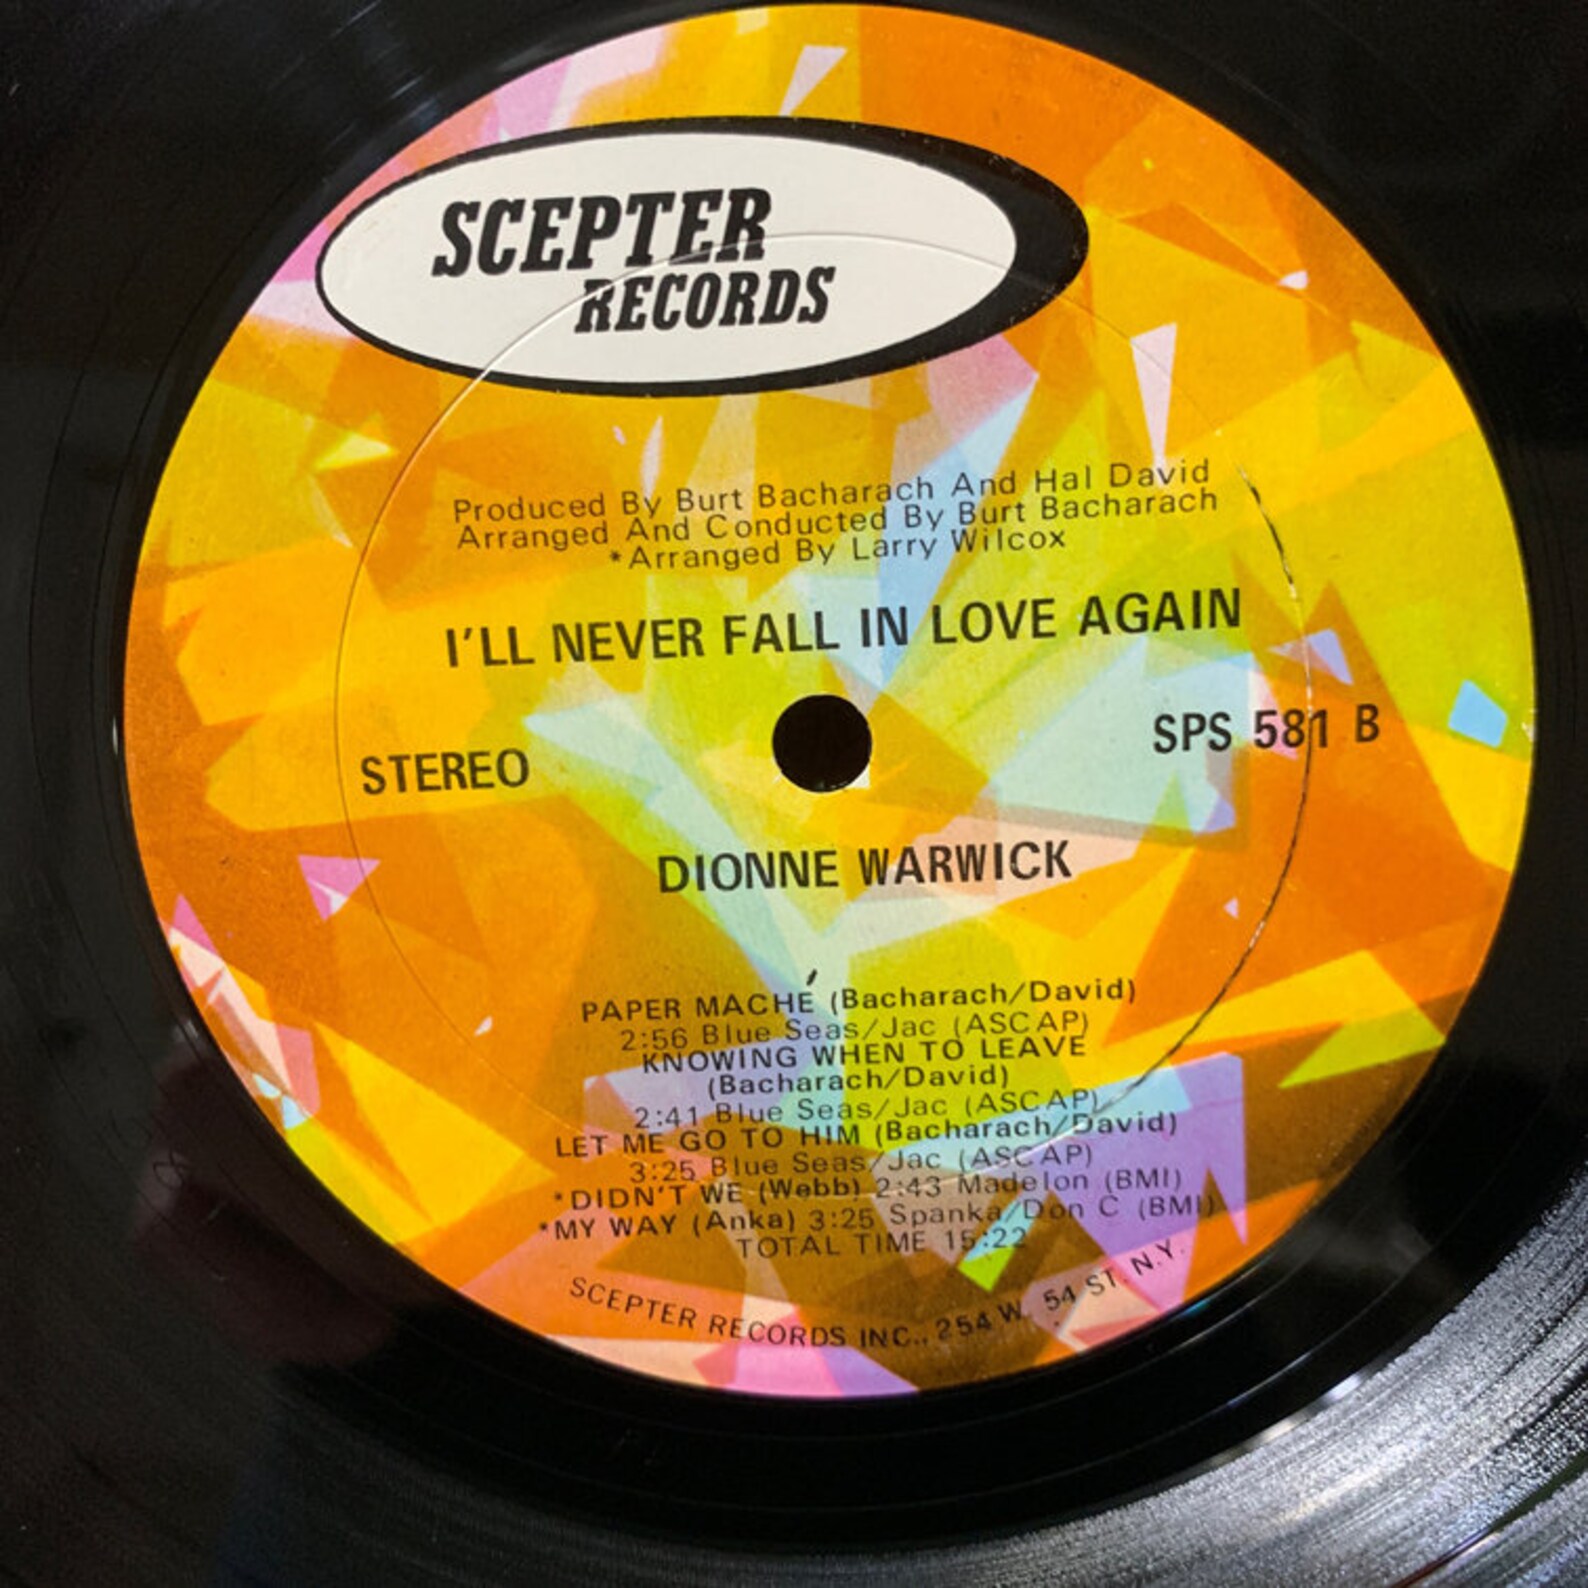 SCEPTER
RECORDS
Produced By Burt Bacharach And Hal David
Arranged And Conducted By Burt Bacharach
*Arranged By Larry Wilcox
I'LL NEVER FALL IN LOVE AGAIN
STEREO
SPS 581 B
DIONNE WARWICK
PAPER MACHÉ (Bacharach/David)
2:56 Blue Seas/Jac (ASCAP)
KNOWING WHEN TO LEAVE
(Bacharach/David)
2:41 Blue Seas/Jac (ASCAP)
LET ME GO TO HIM (Bacharach/David)
3:25 Blue Seas/Jac (ASCAP)
*DIDN'T WE (Webb) 2:43 Madelon (BMI)
*MY WAY (Anka) 3:25 Spanka/Don C (BMI)
TOTAL TIME 15:22
SCEPTER RECORDS INC., 254 W. 54 ST. N.Y.